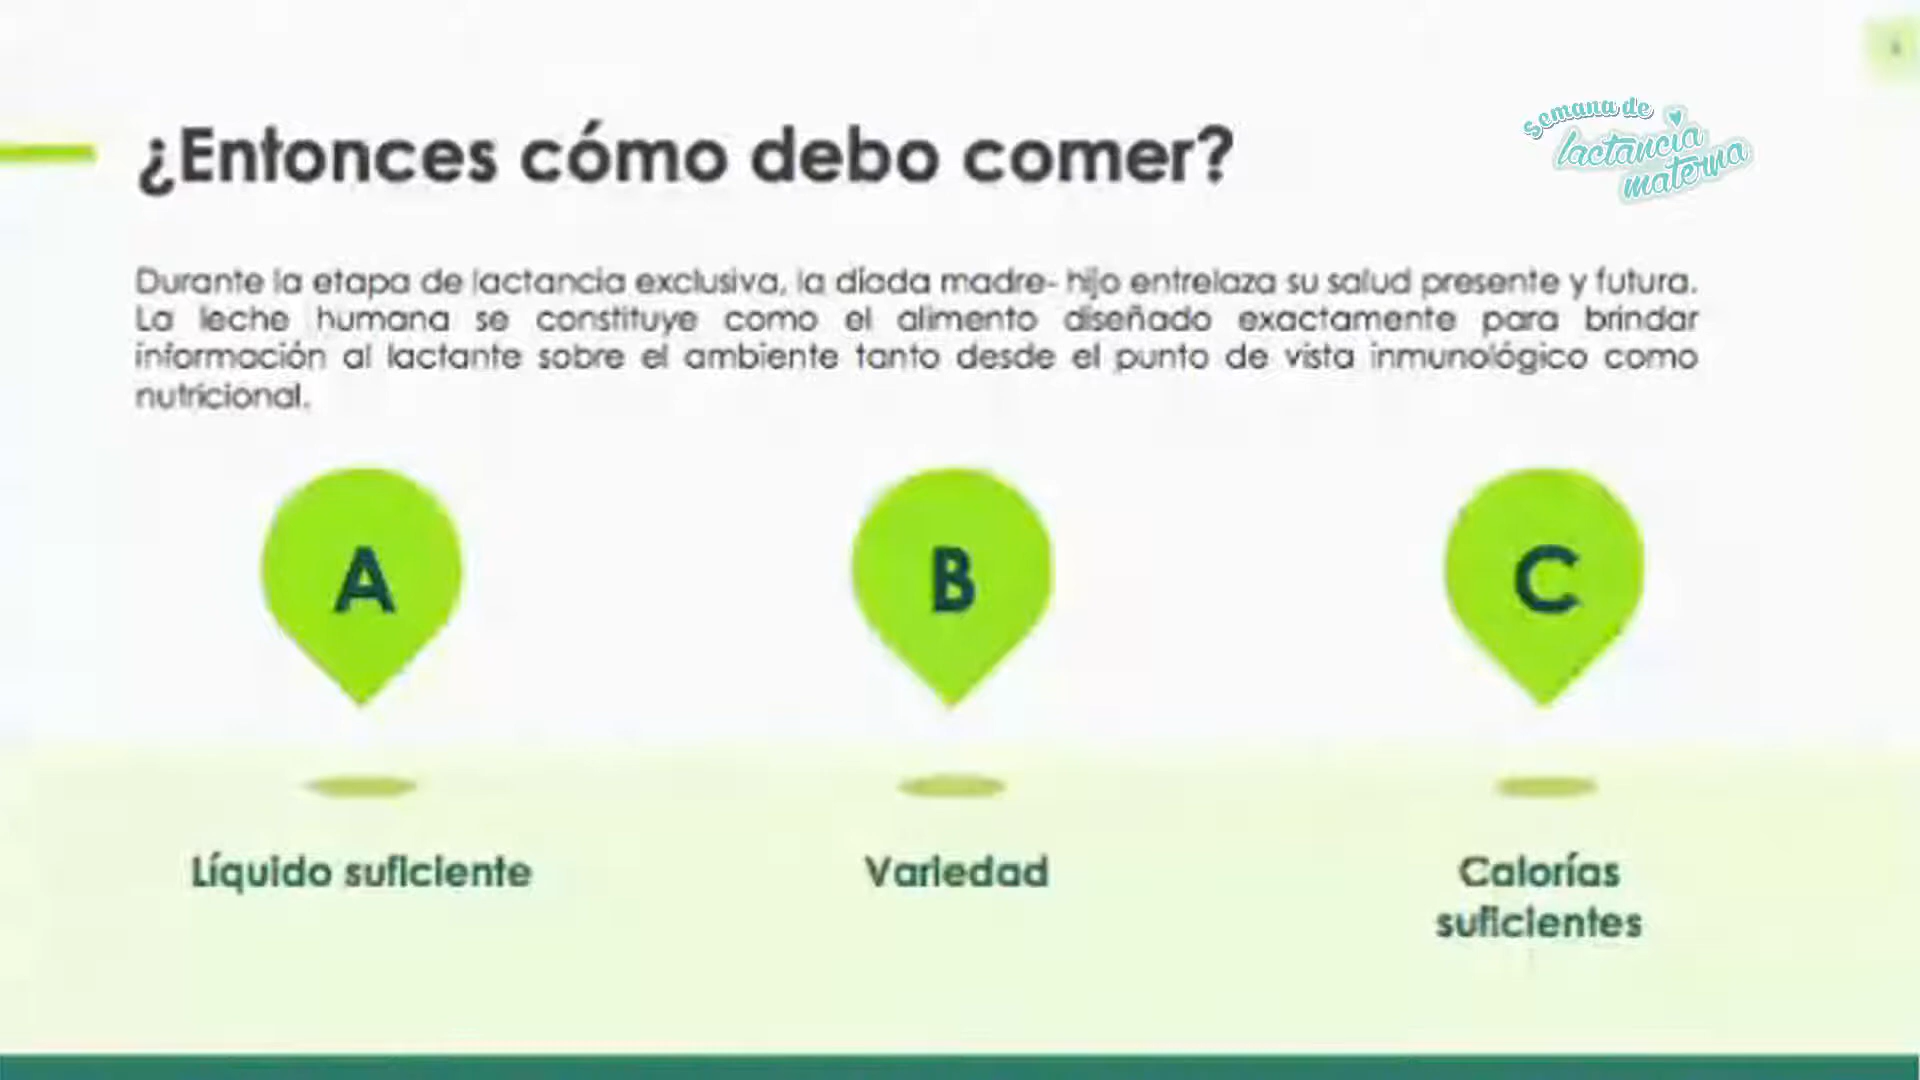 semana de
lactancia
materna
¿Entonces cómo debo comer?
Durante la etapa de lactancia exclusiva, la díada madre- hijo entrelaza su salud presente y futura.
La leche humana se constituye como el alimento diseñado exactamente para brindar
información al lactante sobre el ambiente tanto desde el punto de vista inmunológico como
nutricional.
A
B
C
Líquido suficiente
Variedad
Calorías
suficientes